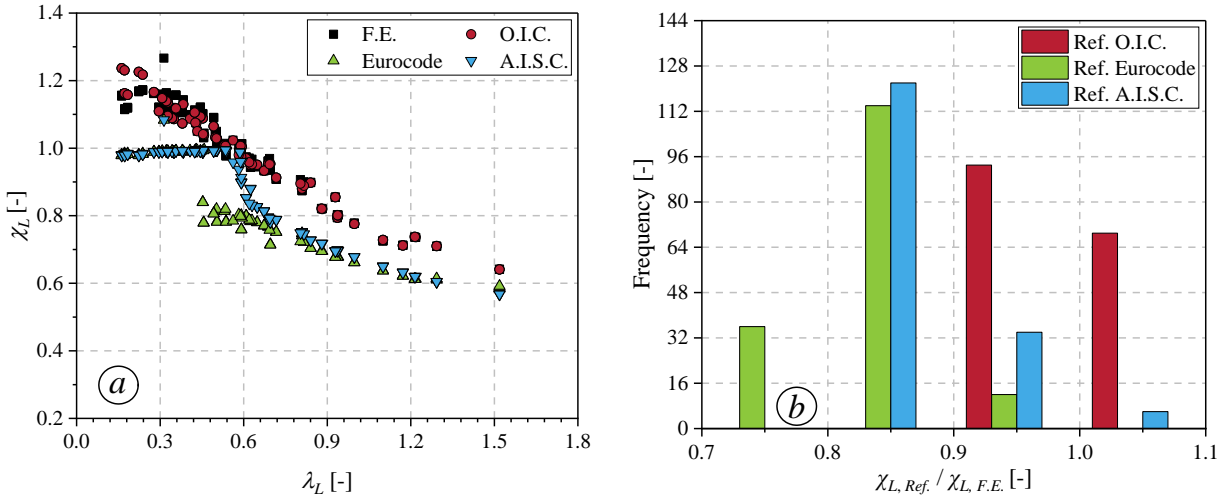 F.E. O.I.C.
Eurocode A.I.S.C.
1.4
1.2
1.0
0.8
0.6
0.4
0.2
χL [-]
a
0.0 0.3 0.6 0.9 1.2 1.5 1.8
λL [-]
Ref. O.I.C.
Ref. Eurocode
Ref. A.I.S.C.
144
128
112
96
80
64
48
32
16
0
Frequency [-]
b
0.7 0.8 0.9 1.0 1.1
χL, Ref. / χL, F.E. [-]